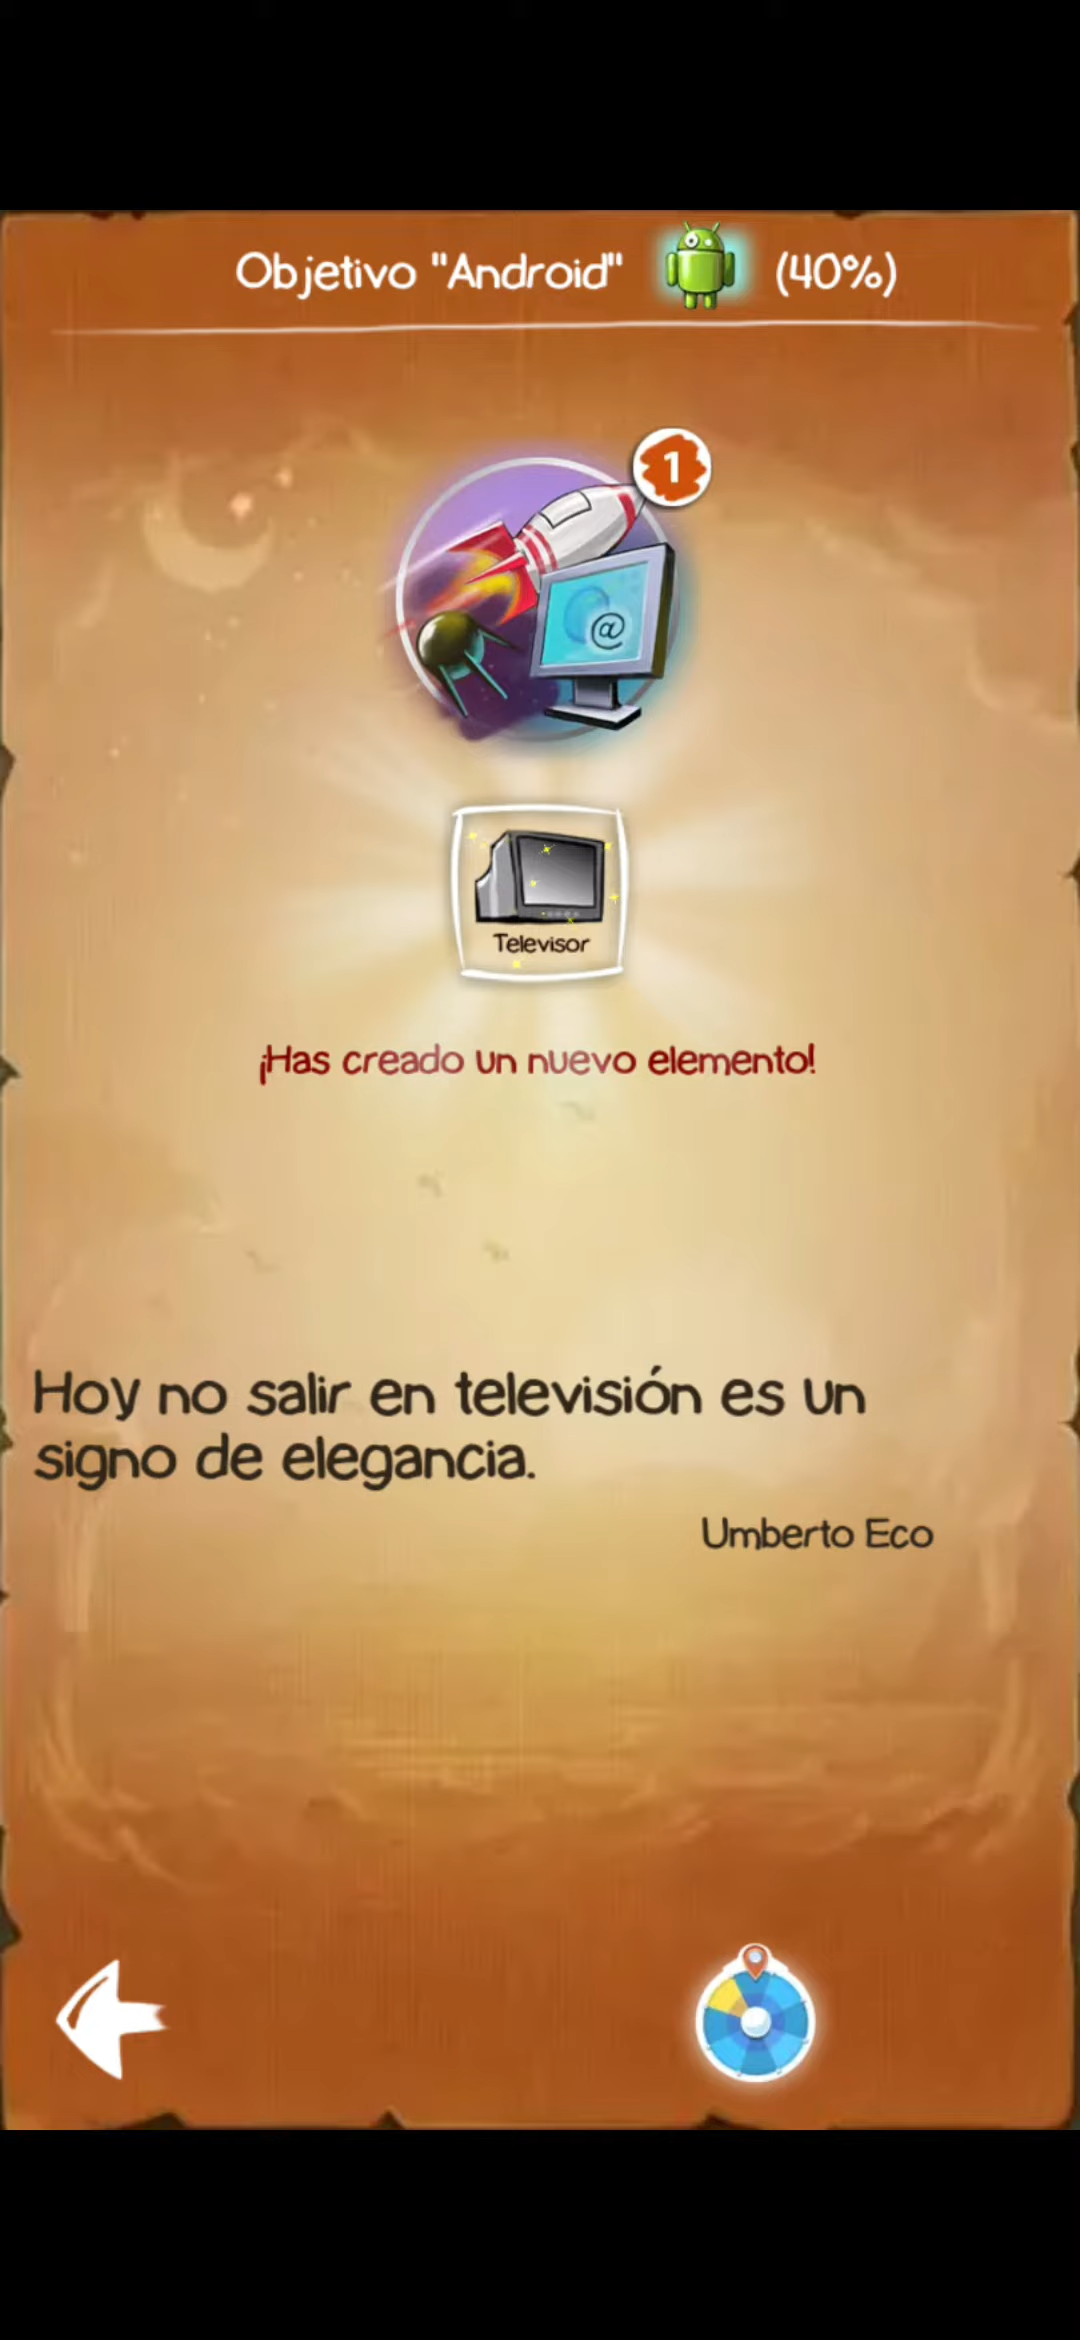 Objetivo "Android" (40%)
1
@
Televisor
¡Has creado un nuevo elemento!
Hoy no salir en televisión es un
signo de elegancia.
Umberto Eco